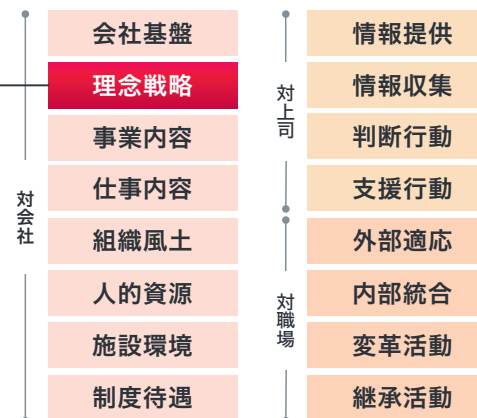 対会社
会社基盤
理念戦略
事業内容
仕事内容
組織風土
人的資源
施設環境
制度待遇
対上司
情報提供
情報収集
判断行動
支援行動
対職場
外部適応
内部統合
変革活動
継承活動